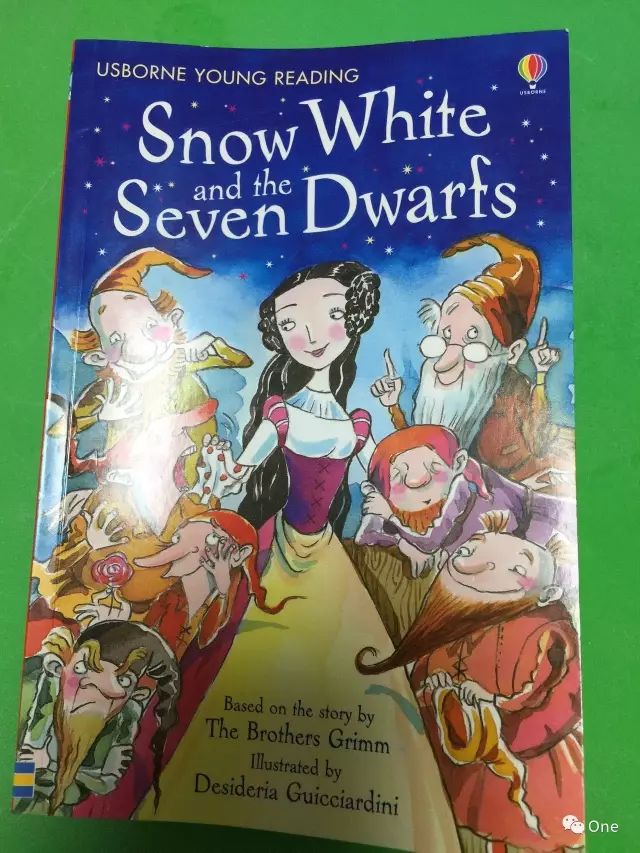 USBORNE YOUNG READING
USBORNE
Snow White
and the
Seven Dwarfs
Based on the story by
The Brothers Grimm
Illustrated by
Desideria Guicciardini
One